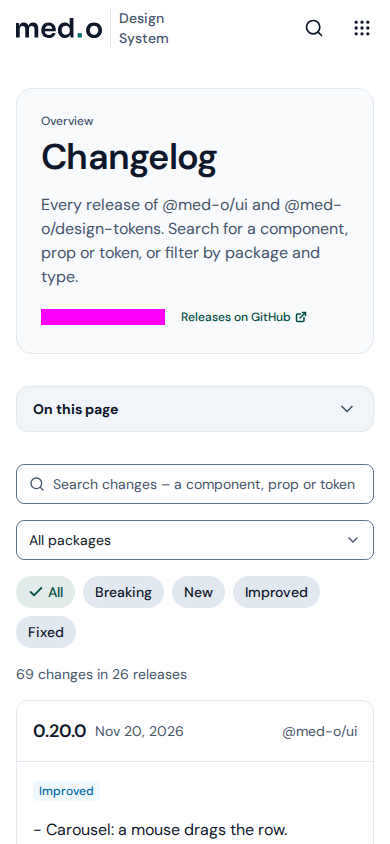 med.o
Design
System
Overview
Changelog
Every release of @med-o/ui and @med-
o/design-tokens. Search for a component,
prop or token, or filter by package and
type.
Releases on GitHub
On this page
Search changes – a component, prop or token
All packages
All
Breaking
New
Improved
Fixed
69 changes in 26 releases
0.20.0 Nov 20, 2026 @med-o/ui
Improved
- Carousel: a mouse drags the row.